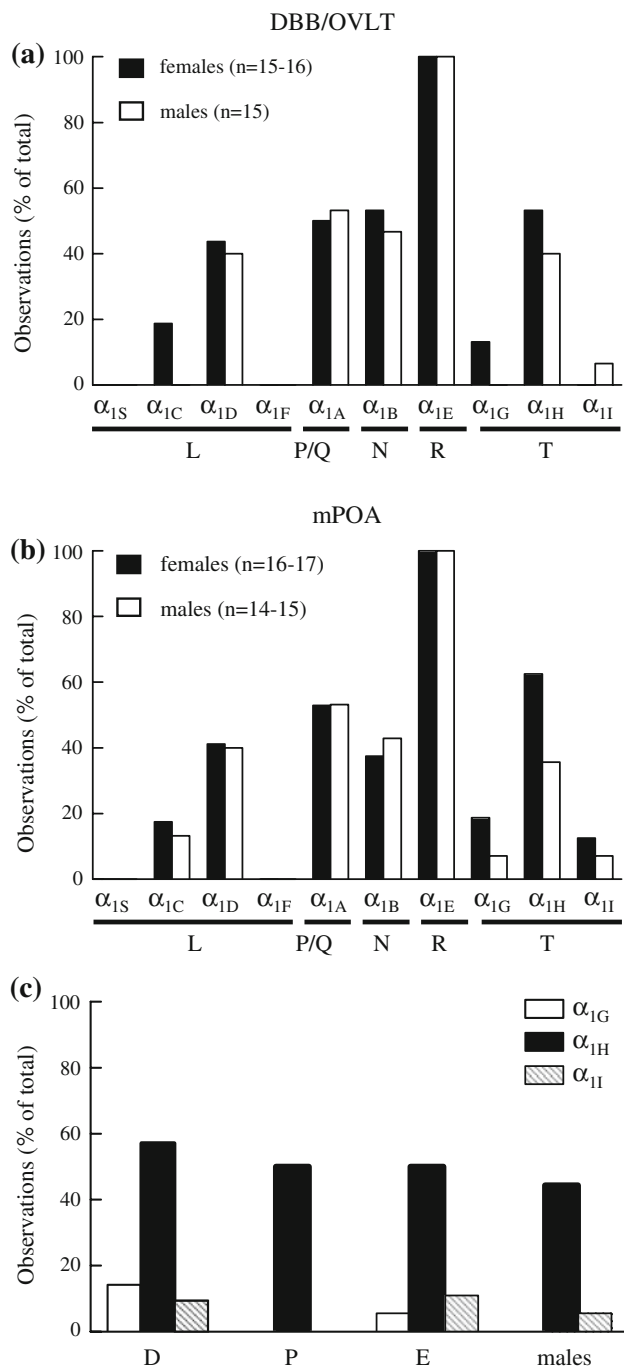 DBB/OVLT
(a)
females (n=15-16)
males (n=15)
Observations (% of total)
100
80
60
40
20
0
α1S α1C α1D α1F α1A α1B α1E α1G α1H α1I
L P/Q N R T
mPOA
(b)
females (n=16-17)
males (n=14-15)
Observations (% of total)
100
80
60
40
20
0
α1S α1C α1D α1F α1A α1B α1E α1G α1H α1I
L P/Q N R T
(c)
α1G
α1H
α1I
Observations (% of total)
100
80
60
40
20
0
D P E males